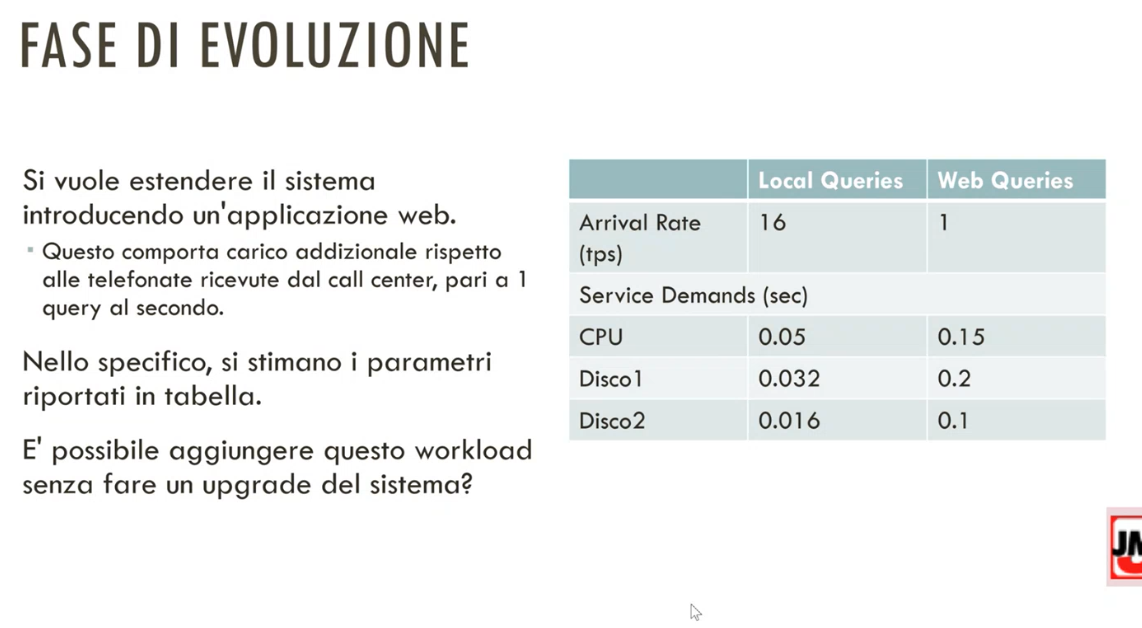 FASE DI EVOLUZIONE
Si vuole estendere il sistema
introducendo un'applicazione web.
▪ Questo comporta carico addizionale rispetto
alle telefonate ricevute dal call center, pari a 1
query al secondo.
Nello specifico, si stimano i parametri
riportati in tabella.
E' possibile aggiungere questo workload
senza fare un upgrade del sistema?
Local Queries Web Queries
Arrival Rate 16 1
(tps)
Service Demands (sec)
CPU 0.05 0.15
Disco1 0.032 0.2
Disco2 0.016 0.1